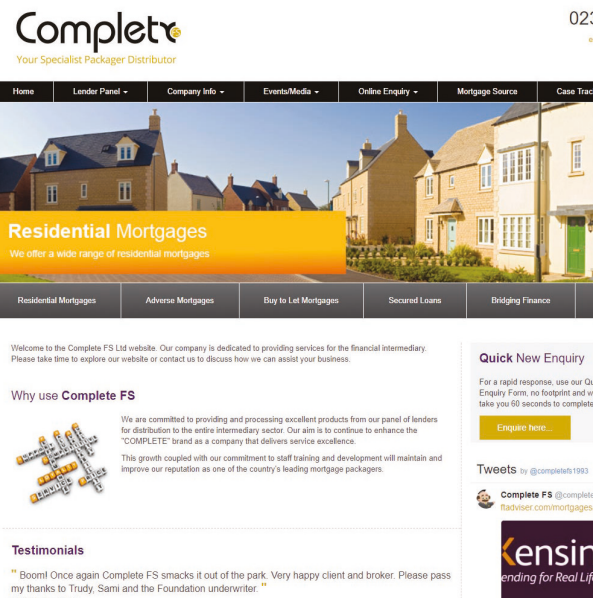 Complete FS
Your Specialist Packager Distributor
023
Home Lender Panel Company Info Events/Media Online Enquiry Mortgage Source Case Trac
Residential Mortgages
We offer a wide range of residential mortgages
Residential Mortgages Adverse Mortgages Buy to Let Mortgages Secured Loans Bridging Finance
Welcome to the Complete FS Ltd website. Our company is dedicated to providing services for the financial intermediary.
Please take time to explore our website or contact us to discuss how we can assist your business.
Why use Complete FS
We are committed to providing and processing excellent products from our panel of lenders
for distribution to the entire intermediary sector. Our aim is to continue to enhance the
"COMPLETE" brand as a company that delivers service excellence.
This growth coupled with our commitment to staff training and development will maintain and
improve our reputation as one of the country's leading mortgage packagers.
Testimonials
" Boom! Once again Complete FS smacks it out of the park. Very happy client and broker. Please pass
my thanks to Trudy, Sami and the Foundation underwriter. "
Quick New Enquiry
For a rapid response, use our Qu
Enquiry Form, no footprint and w
take you 60 seconds to complete
Enquire here...
Tweets by @completefs1993
Complete FS @complete
ftadviser.com/mortgages
Kensin
ending for Real Life